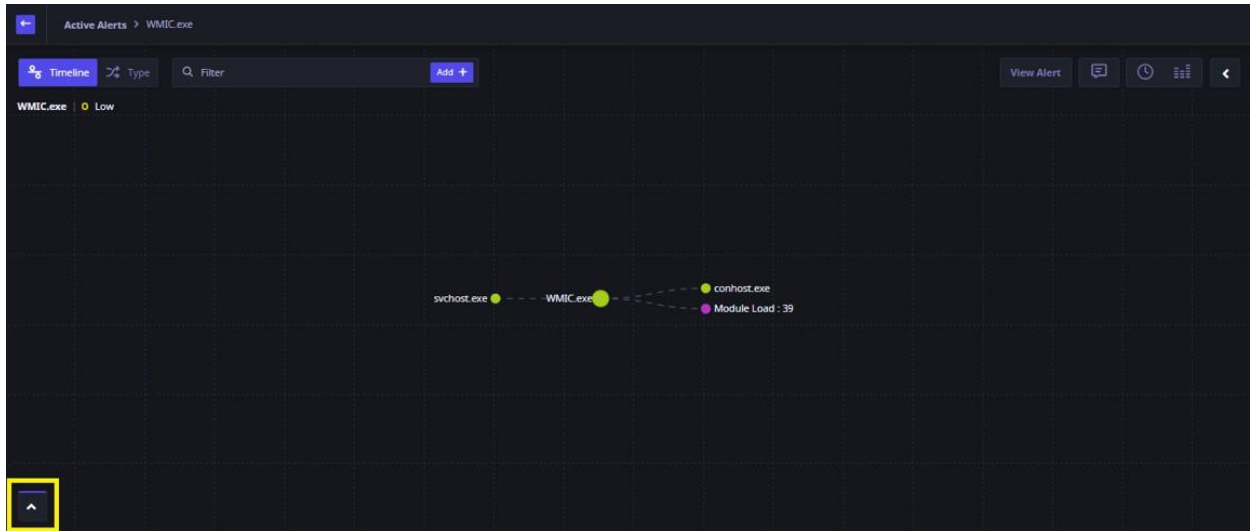 Active Alerts > WMIC.exe
Timeline Type Filter Add + View Alert
WMIC.exe | 0 Low
conhost.exe
svchost.exe WMIC.exe
Module Load : 39